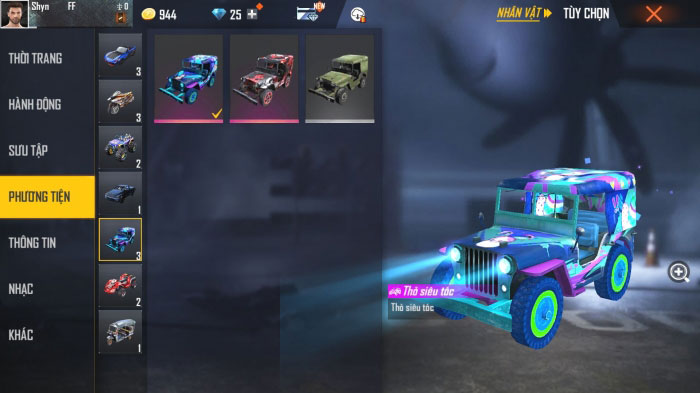 Shyn FF 0
944
25
NEW
NHÂN VẬT
TÙY CHỌN
THỜI TRANG
3
HÀNH ĐỘNG
3
SƯU TẬP
2
PHƯƠNG TIỆN
1
THÔNG TIN
3
NHẠC
2
KHÁC
1
Thỏ siêu tốc
Thỏ siêu tốc